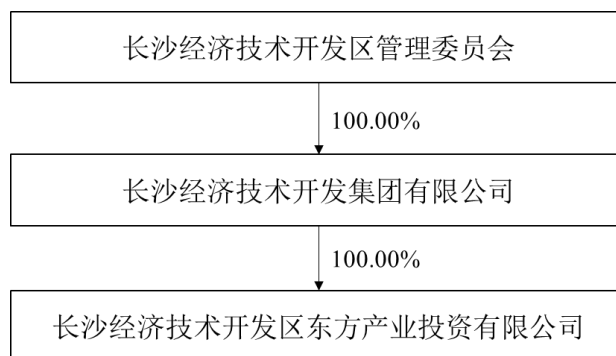 长沙经济技术开发区管理委员会
100.00%
长沙经济技术开发集团有限公司
100.00%
长沙经济技术开发区东方产业投资有限公司